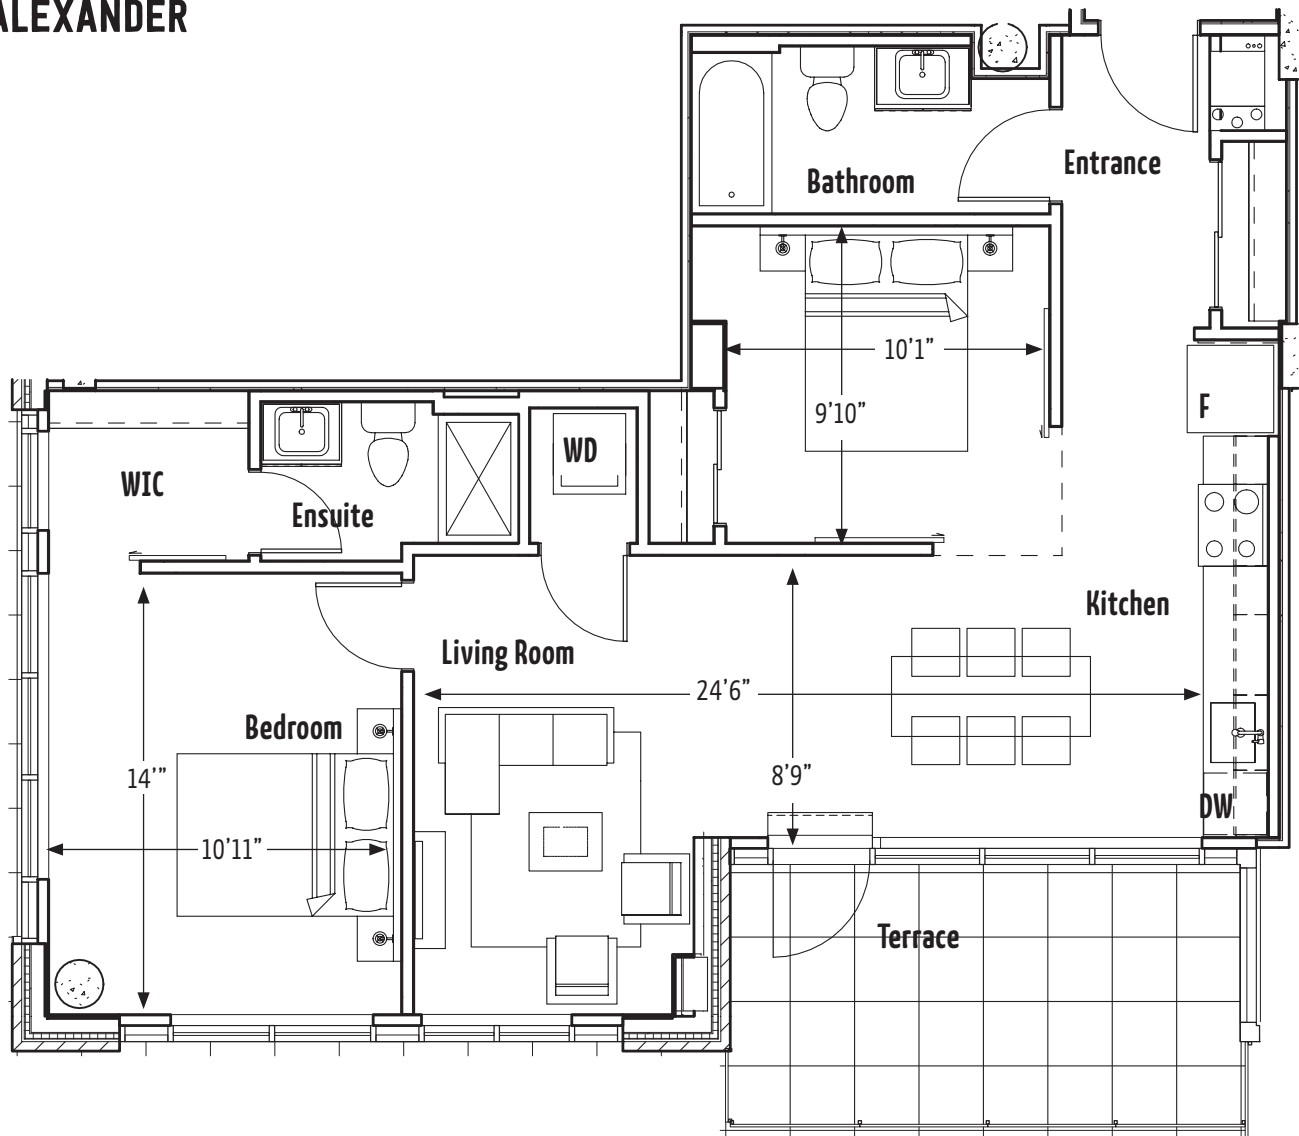 ALEXANDER
Bathroom
Entrance
10'1”
9'10”
F
WD
WIC
Ensuite
Kitchen
Living Room
24'6”
Bedroom
14'”
8'9”
DW
10'11”
Terrace